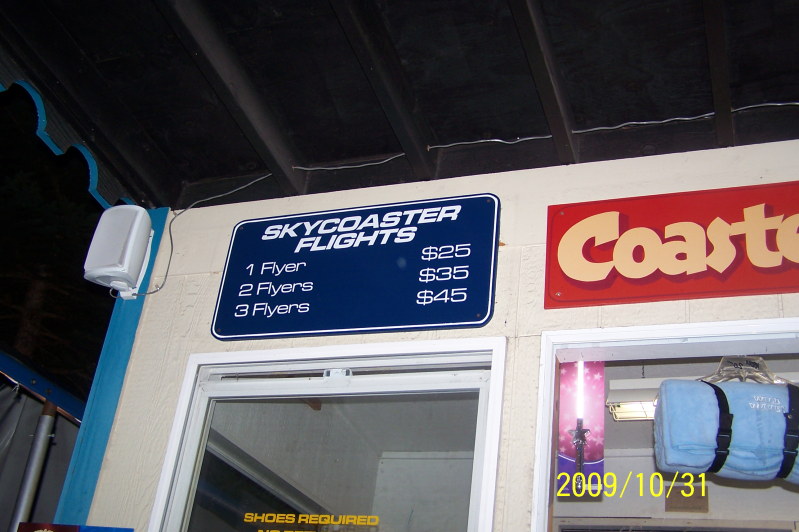 SKYCOASTER
FLIGHTS
1 Flyer $25
2 Flyers $35
3 Flyers $45
Coaste
SHOES REQUIRED
2009/10/31